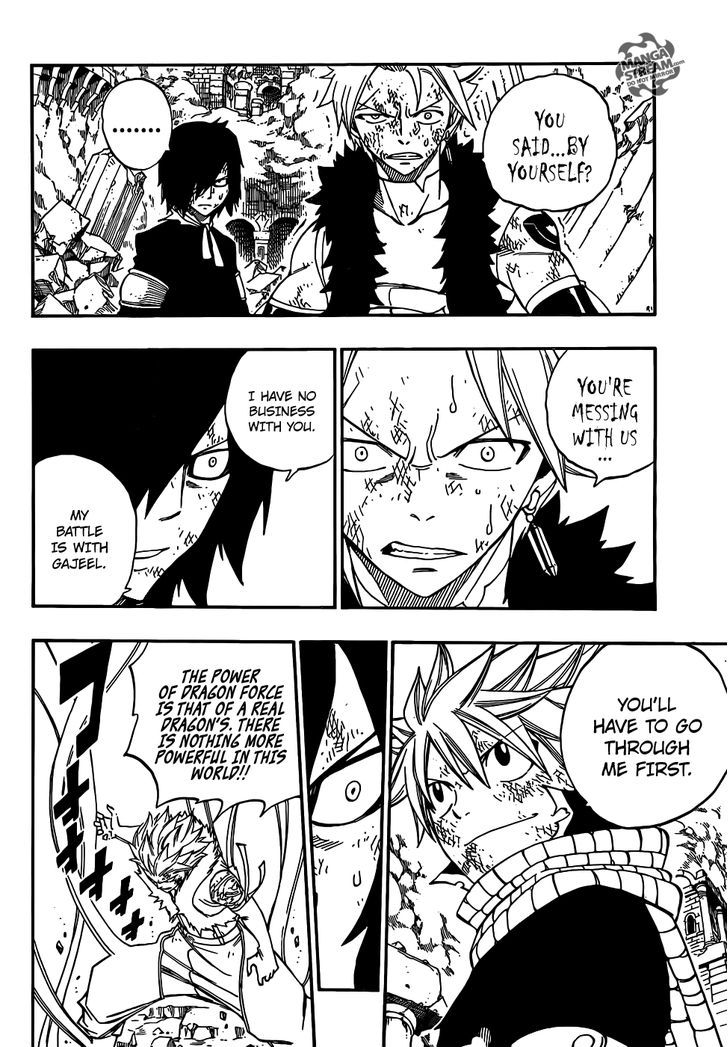 MANGA
STREAM.com
DO NOT MIRROR
YOU
SAID...BY
YOURSELF?
........
YOU'RE
MESSING
WITH US
...
I HAVE NO
BUSINESS
WITH YOU.
MY
BATTLE
IS WITH
GAJEEL.
YOU'LL
HAVE TO GO
THROUGH
ME FIRST.
THE POWER
OF DRAGON FORCE
IS THAT OF A REAL
DRAGON'S. THERE
IS NOTHING MORE
POWERFUL IN THIS
WORLD!!